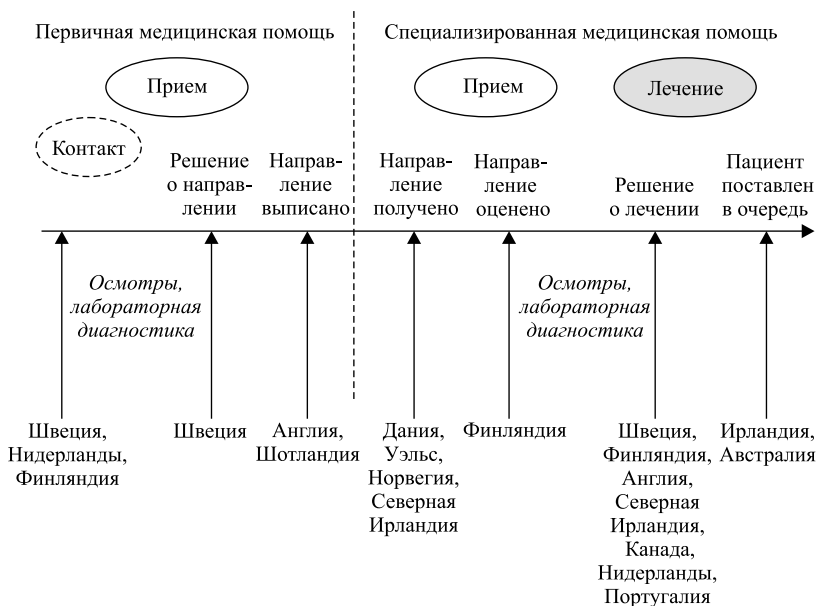 Первичная медицинская помощь
Специализированная медицинская помощь
Прием
Прием
Лечение
Контакт
Решение
о направ-
лении
Направ-
ление
выписано
Направ-
ление
получено
Направ-
ление
оценено
Решение
о лечении
Пациент
поставлен
в очередь
Осмотры,
лабораторная
диагностика
Осмотры,
лабораторная
диагностика
Швеция,
Нидерланды,
Финляндия
Швеция
Англия,
Шотландия
Дания,
Уэльс,
Норвегия,
Северная
Ирландия
Финляндия
Швеция,
Финляндия,
Англия,
Северная
Ирландия,
Канада,
Нидерланды,
Португалия
Ирландия,
Австралия